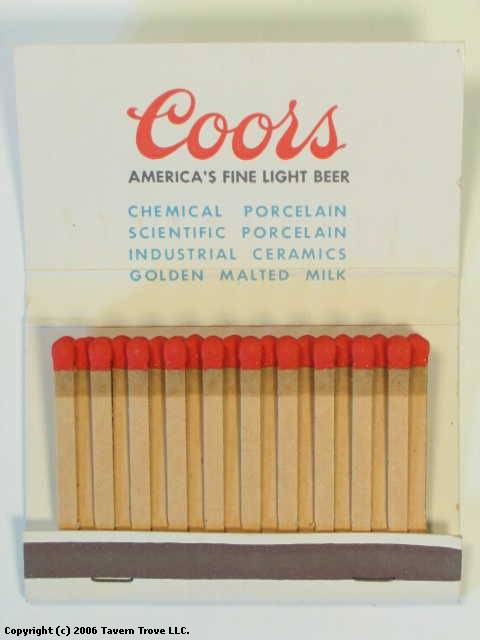 Coors
AMERICA'S FINE LIGHT BEER
CHEMICAL PORCELAIN
SCIENTIFIC PORCELAIN
INDUSTRIAL CERAMICS
GOLDEN MALTED MILK
Copyright (c) 2006 Tavern Trove LLC.